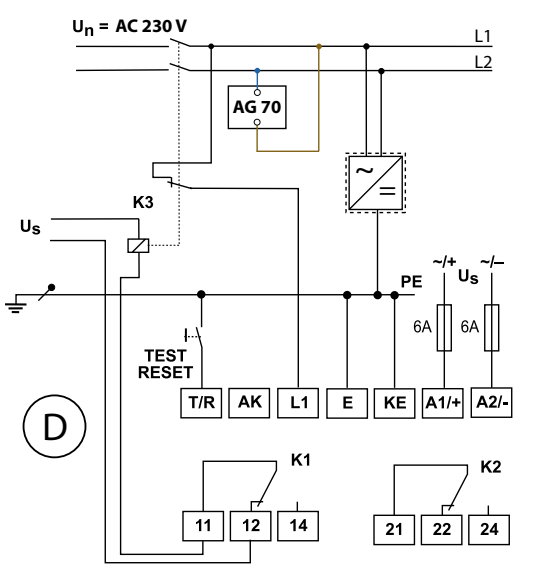 Un = AC 230 V
L1
L2
AG 70
~
=
K3
Us
~/+ ~/–
Us
PE
6A 6A
TEST
RESET
T/R AK L1 E KE A1/+ A2/-
D
K1
K2
11 12 14
21 22 24